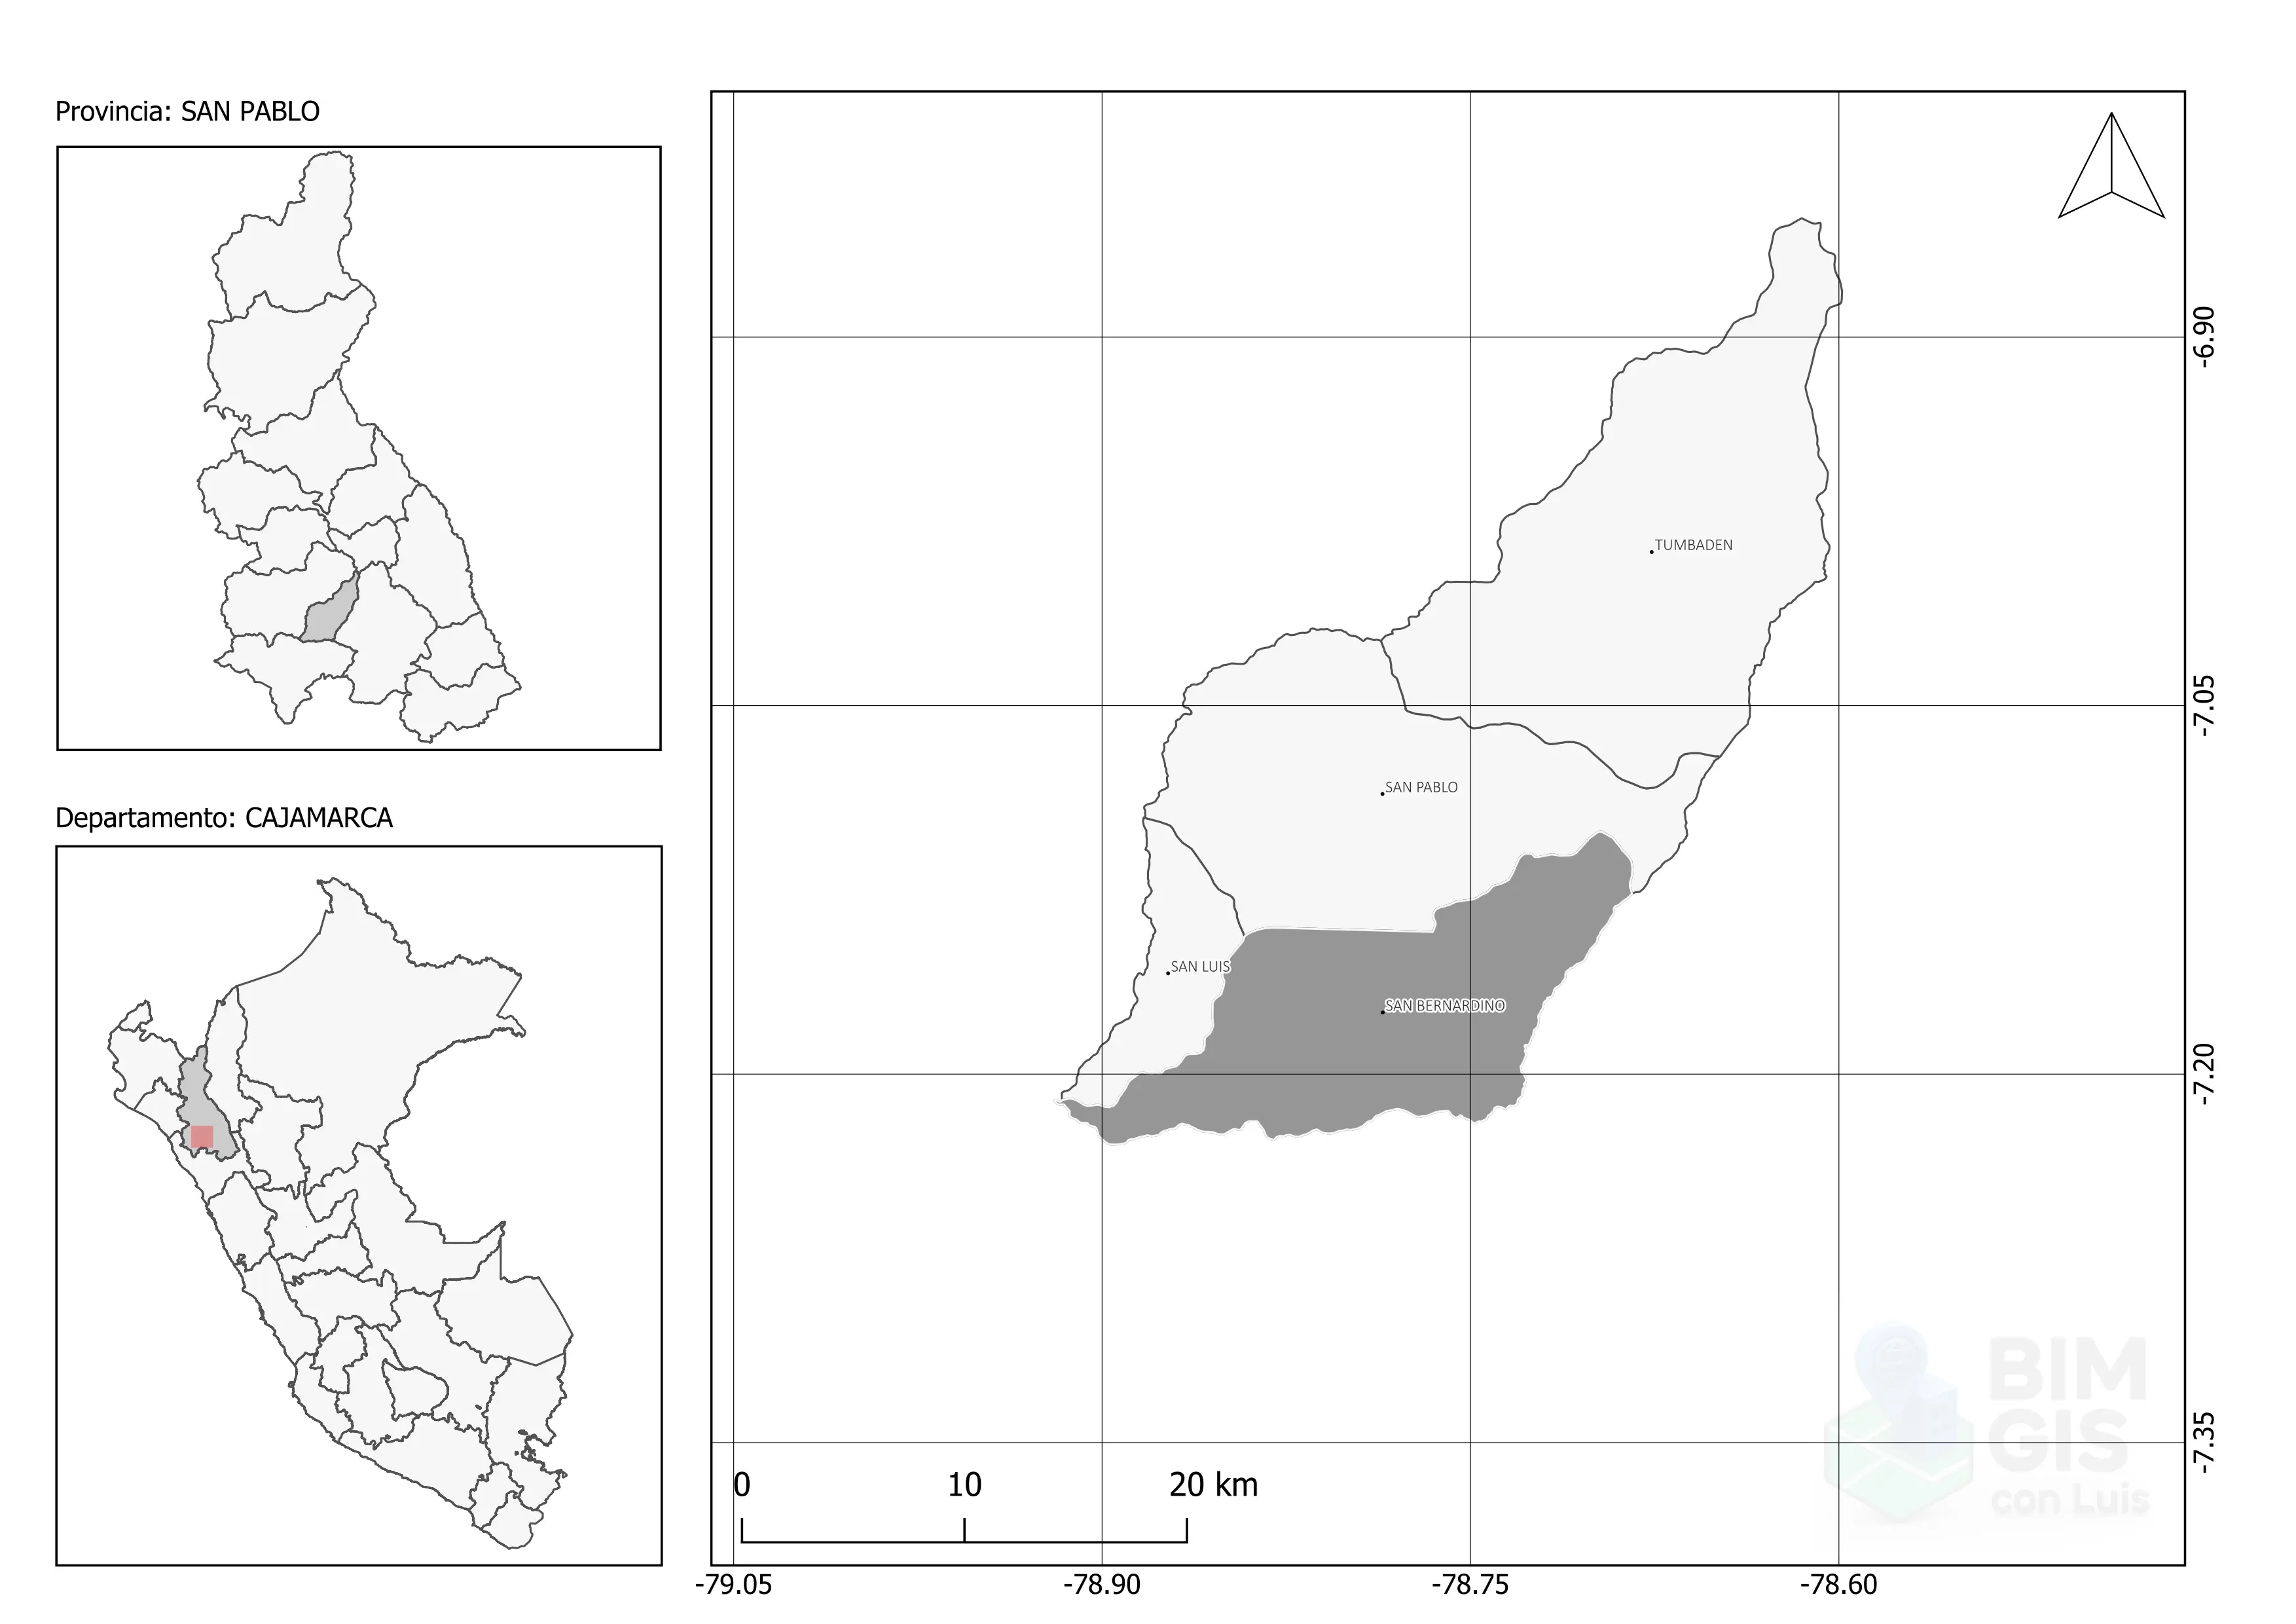 Provincia: SAN PABLO
Departamento: CAJAMARCA
TUMBADEN
SAN PABLO
SAN LUIS
SAN BERNARDINO
-6.90
-7.05
-7.20
-7.35
0 10 20 km
-79.05 -78.90 -78.75 -78.60
BIM
GIS
con Luis